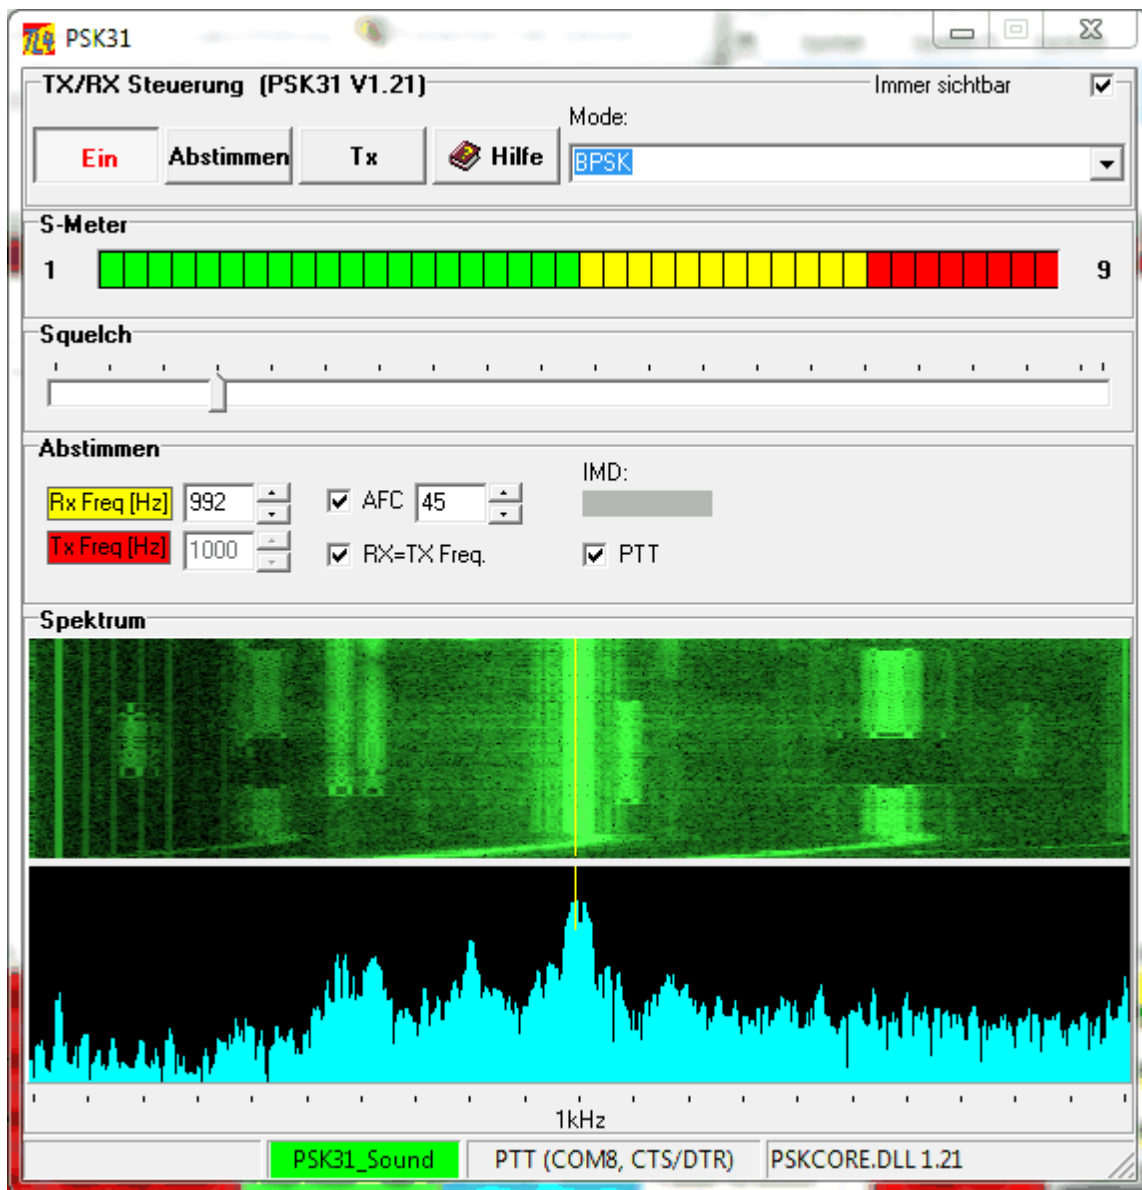 PSK31
TX/RX Steuerung (PSK31 V1.21)
Immer sichtbar
Mode:
Ein
Abstimmen
Tx
Hilfe
BPSK
S-Meter
1
9
Squelch
Abstimmen
IMD:
Rx Freq [Hz]
992
AFC
45
Tx Freq [Hz]
1000
RX=TX Freq.
PTT
Spektrum
1kHz
PSK31_Sound
PTT (COM8, CTS/DTR)
PSKCORE.DLL 1.21